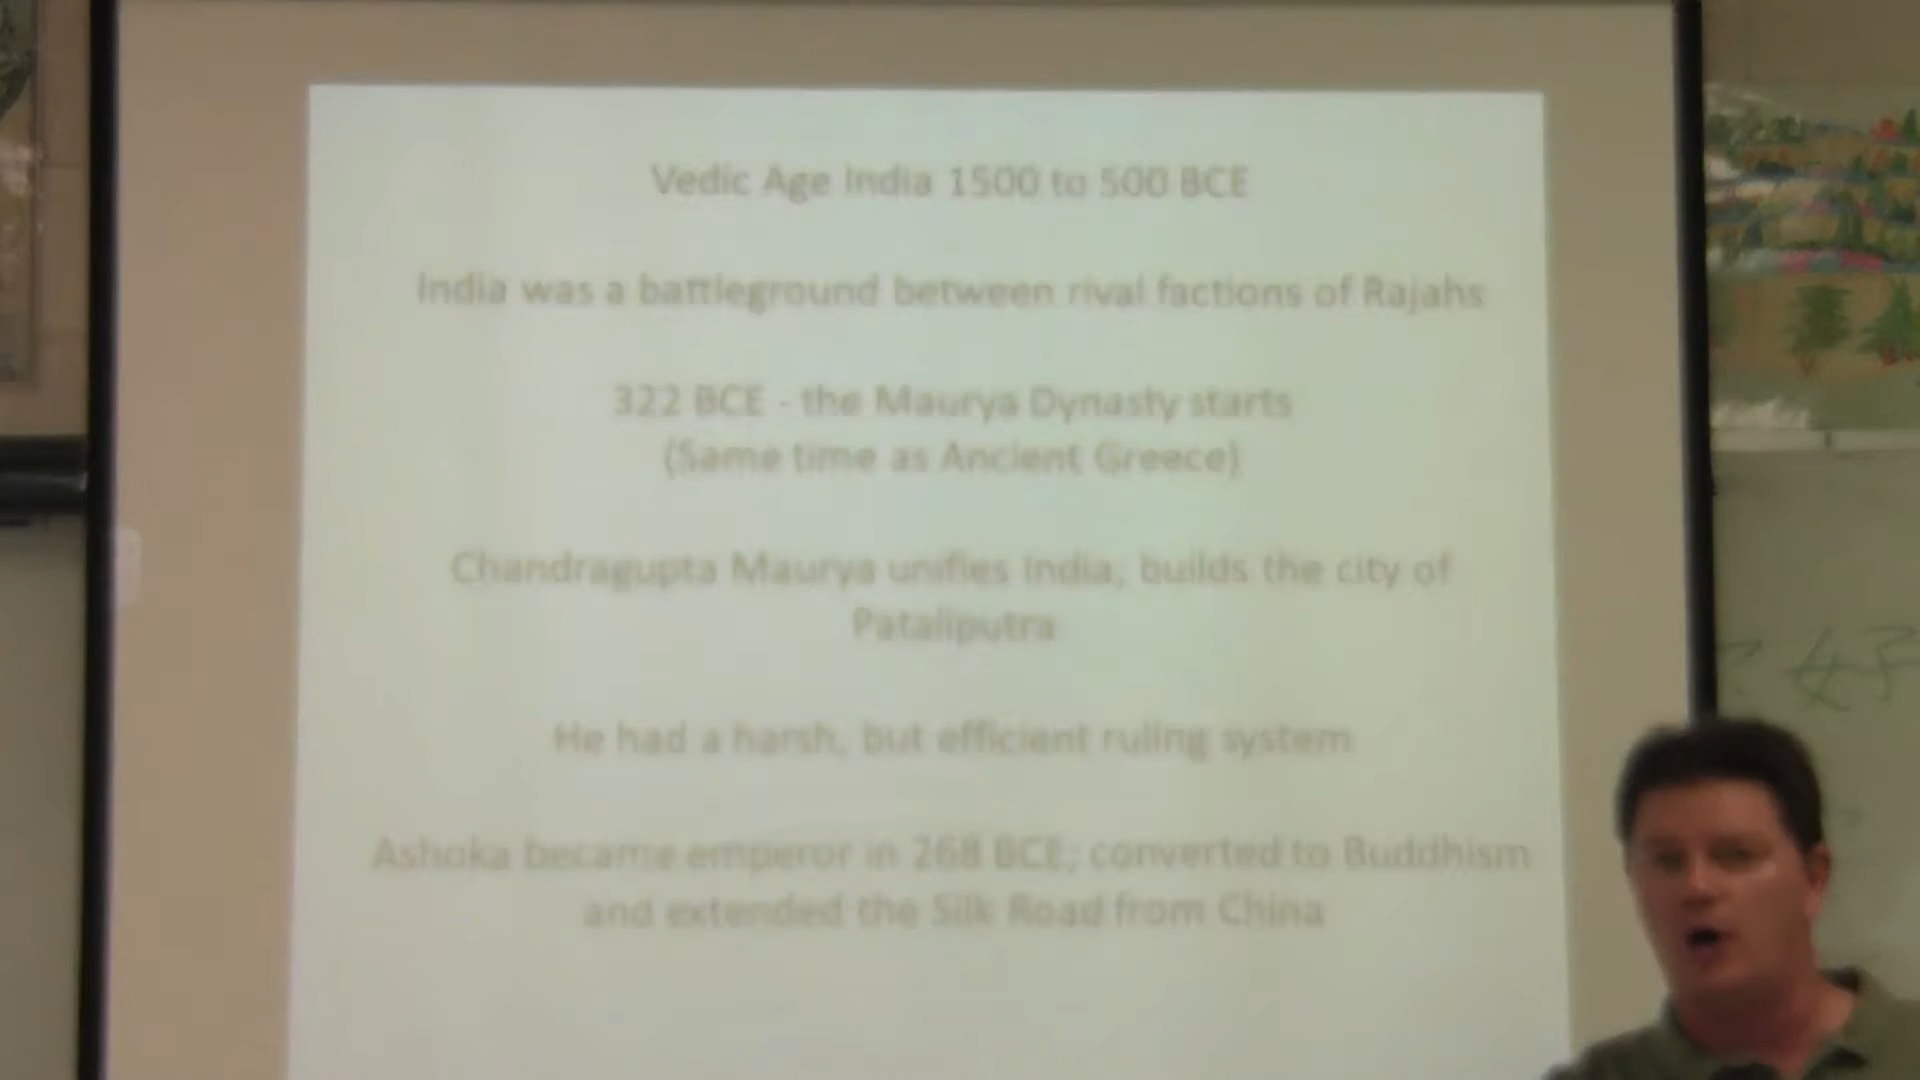 Vedic Age India 1500 to 500 BCE
India was a battleground between rival factions of Rajahs
322 BCE - the Maurya Dynasty starts
(Same time as Ancient Greece)
Chandragupta Maurya unifies India, builds the city of
Pataliputra
He had a harsh, but efficient ruling system
Ashoka became emperor in 268 BCE; converted to Buddhism
and extended the Silk Road from China